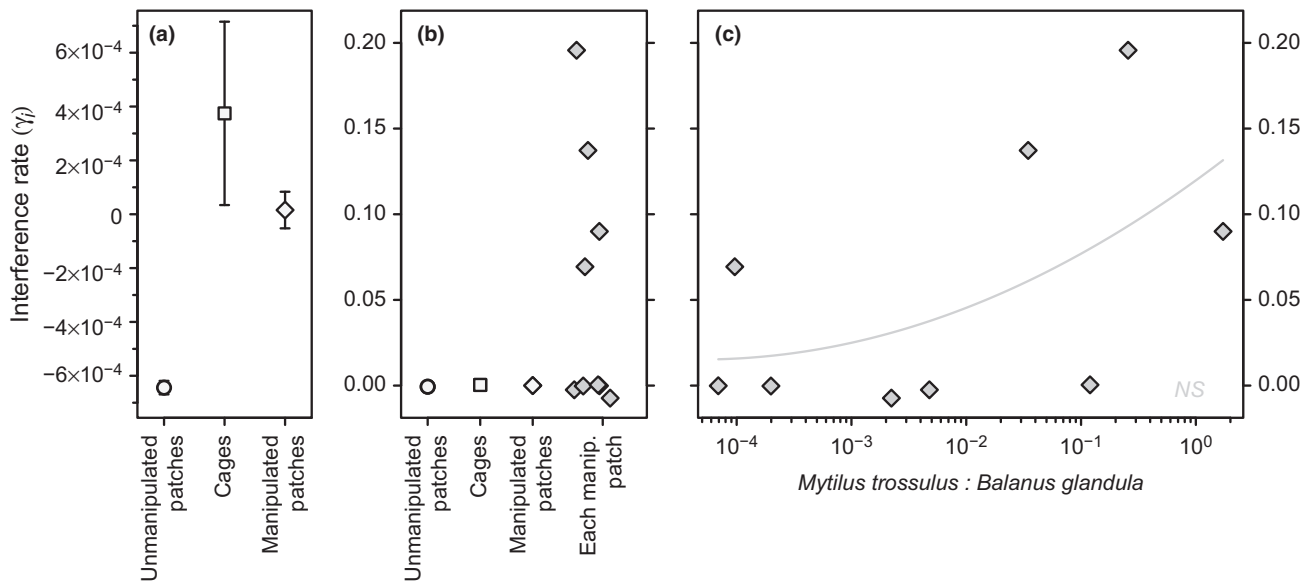 Interference rate (γi)
(a)
6×10−4
4×10−4
2×10−4
0
−2×10−4
−4×10−4
−6×10−4
Unmanipulated
patches
Cages
Manipulated
patches
(b)
0.20
0.15
0.10
0.05
0.00
Unmanipulated
patches
Cages
Manipulated
patches
Each manip.
patch
(c)
NS
0.20
0.15
0.10
0.05
0.00
10−4
10−3
10−2
10−1
100
Mytilus trossulus : Balanus glandula